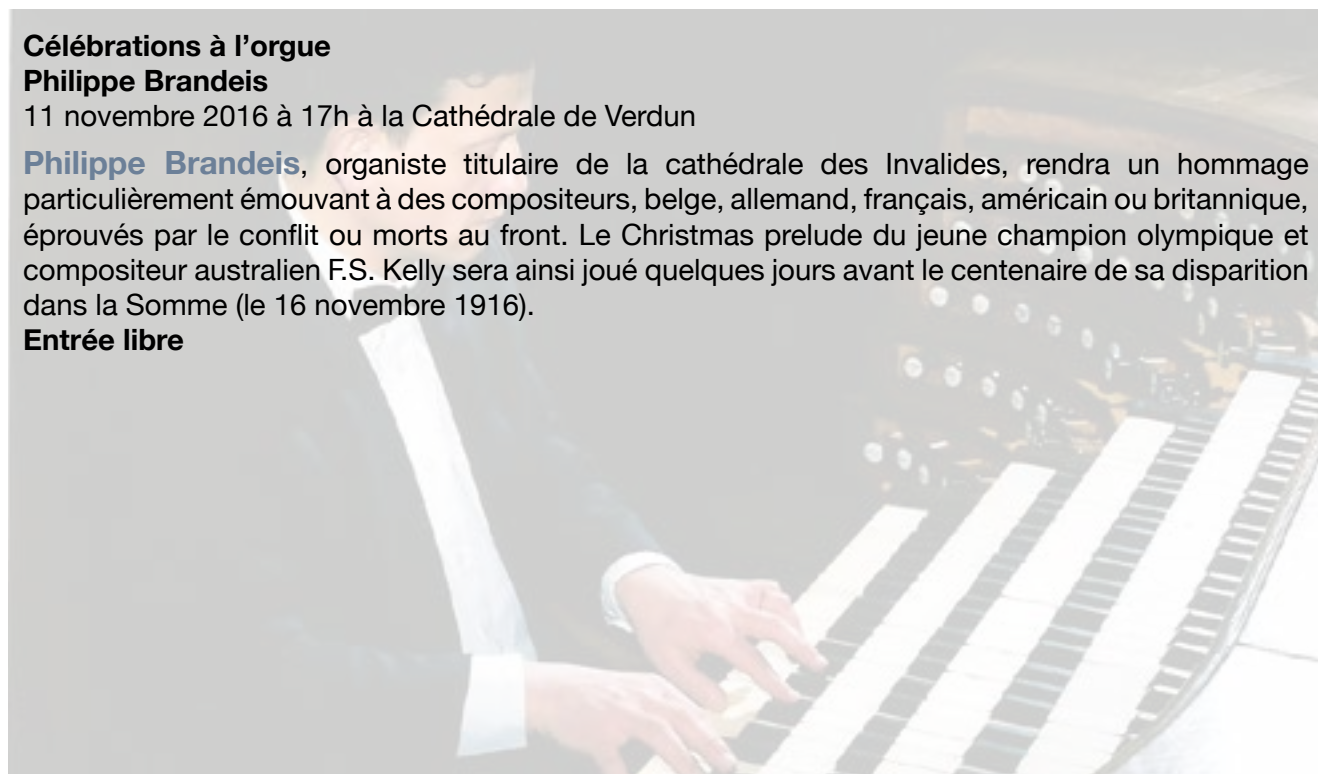 Célébrations à l’orgue
Philippe Brandeis
11 novembre 2016 à 17h à la Cathédrale de Verdun
Philippe Brandeis, organiste titulaire de la cathédrale des Invalides, rendra un hommage
particulièrement émouvant à des compositeurs, belge, allemand, français, américain ou britannique,
éprouvés par le conflit ou morts au front. Le Christmas prelude du jeune champion olympique et
compositeur australien F.S. Kelly sera ainsi joué quelques jours avant le centenaire de sa disparition
dans la Somme (le 16 novembre 1916).
Entrée libre